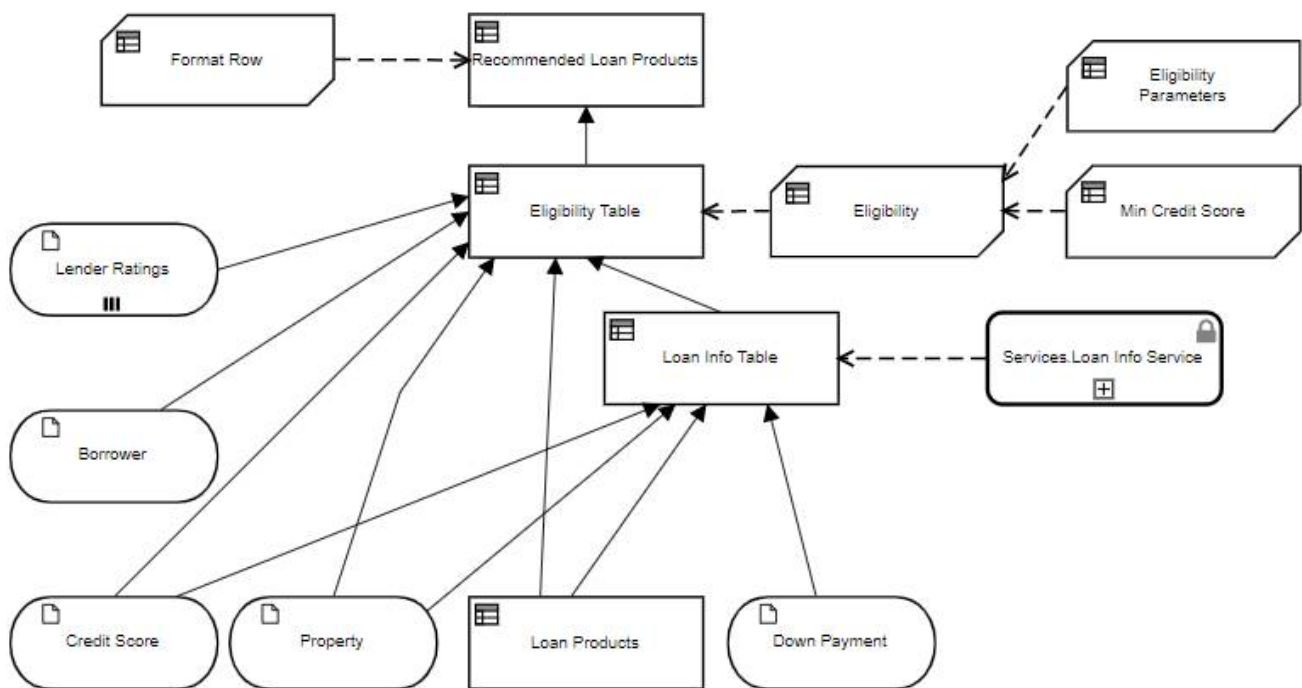 Format Row
Recommended Loan Products
Eligibility
Parameters
Eligibility Table
Eligibility
Min Credit Score
Lender Ratings
Loan Info Table
Services.Loan Info Service
Borrower
Credit Score
Property
Loan Products
Down Payment